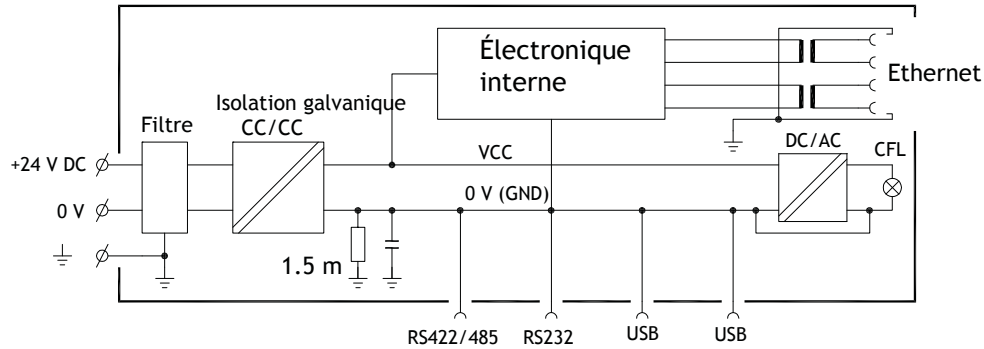 Électronique
interne
Ethernet
Isolation galvanique
CC/CC
Filtre
+24 V DC
VCC
DC/AC
CFL
0 V
0 V (GND)
1.5 m
RS422/485
RS232
USB
USB